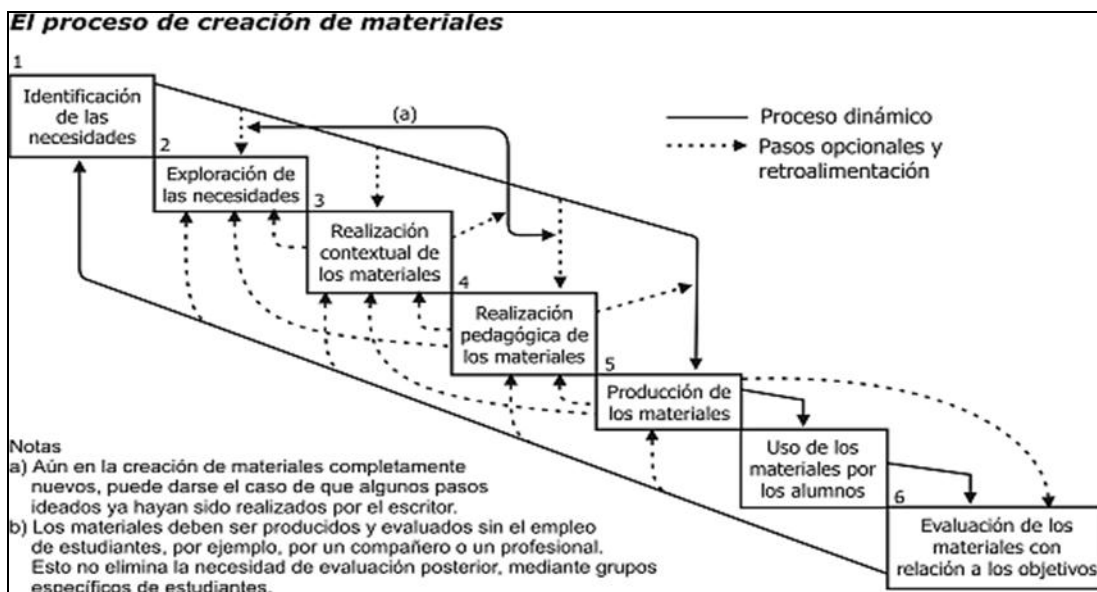 El proceso de creación de materiales
1
Identificación
de las
necesidades
2
Exploración de
las necesidades
3
Realización
contextual de
los materiales
4
Realización
pedagógica de
los materiales
5
Producción de
los materiales
Uso de los
materiales por
los alumnos
6
Evaluación de los
materiales con
relación a los objetivos
(a)
Proceso dinámico
Pasos opcionales y
retroalimentación
Notas
a) Aún en la creación de materiales completamente
nuevos, puede darse el caso de que algunos pasos
ideados ya hayan sido realizados por el escritor.
b) Los materiales deben ser producidos y evaluados sin el empleo
de estudiantes, por ejemplo, por un compañero o un profesional.
Esto no elimina la necesidad de evaluación posterior, mediante grupos
específicos de estudiantes.